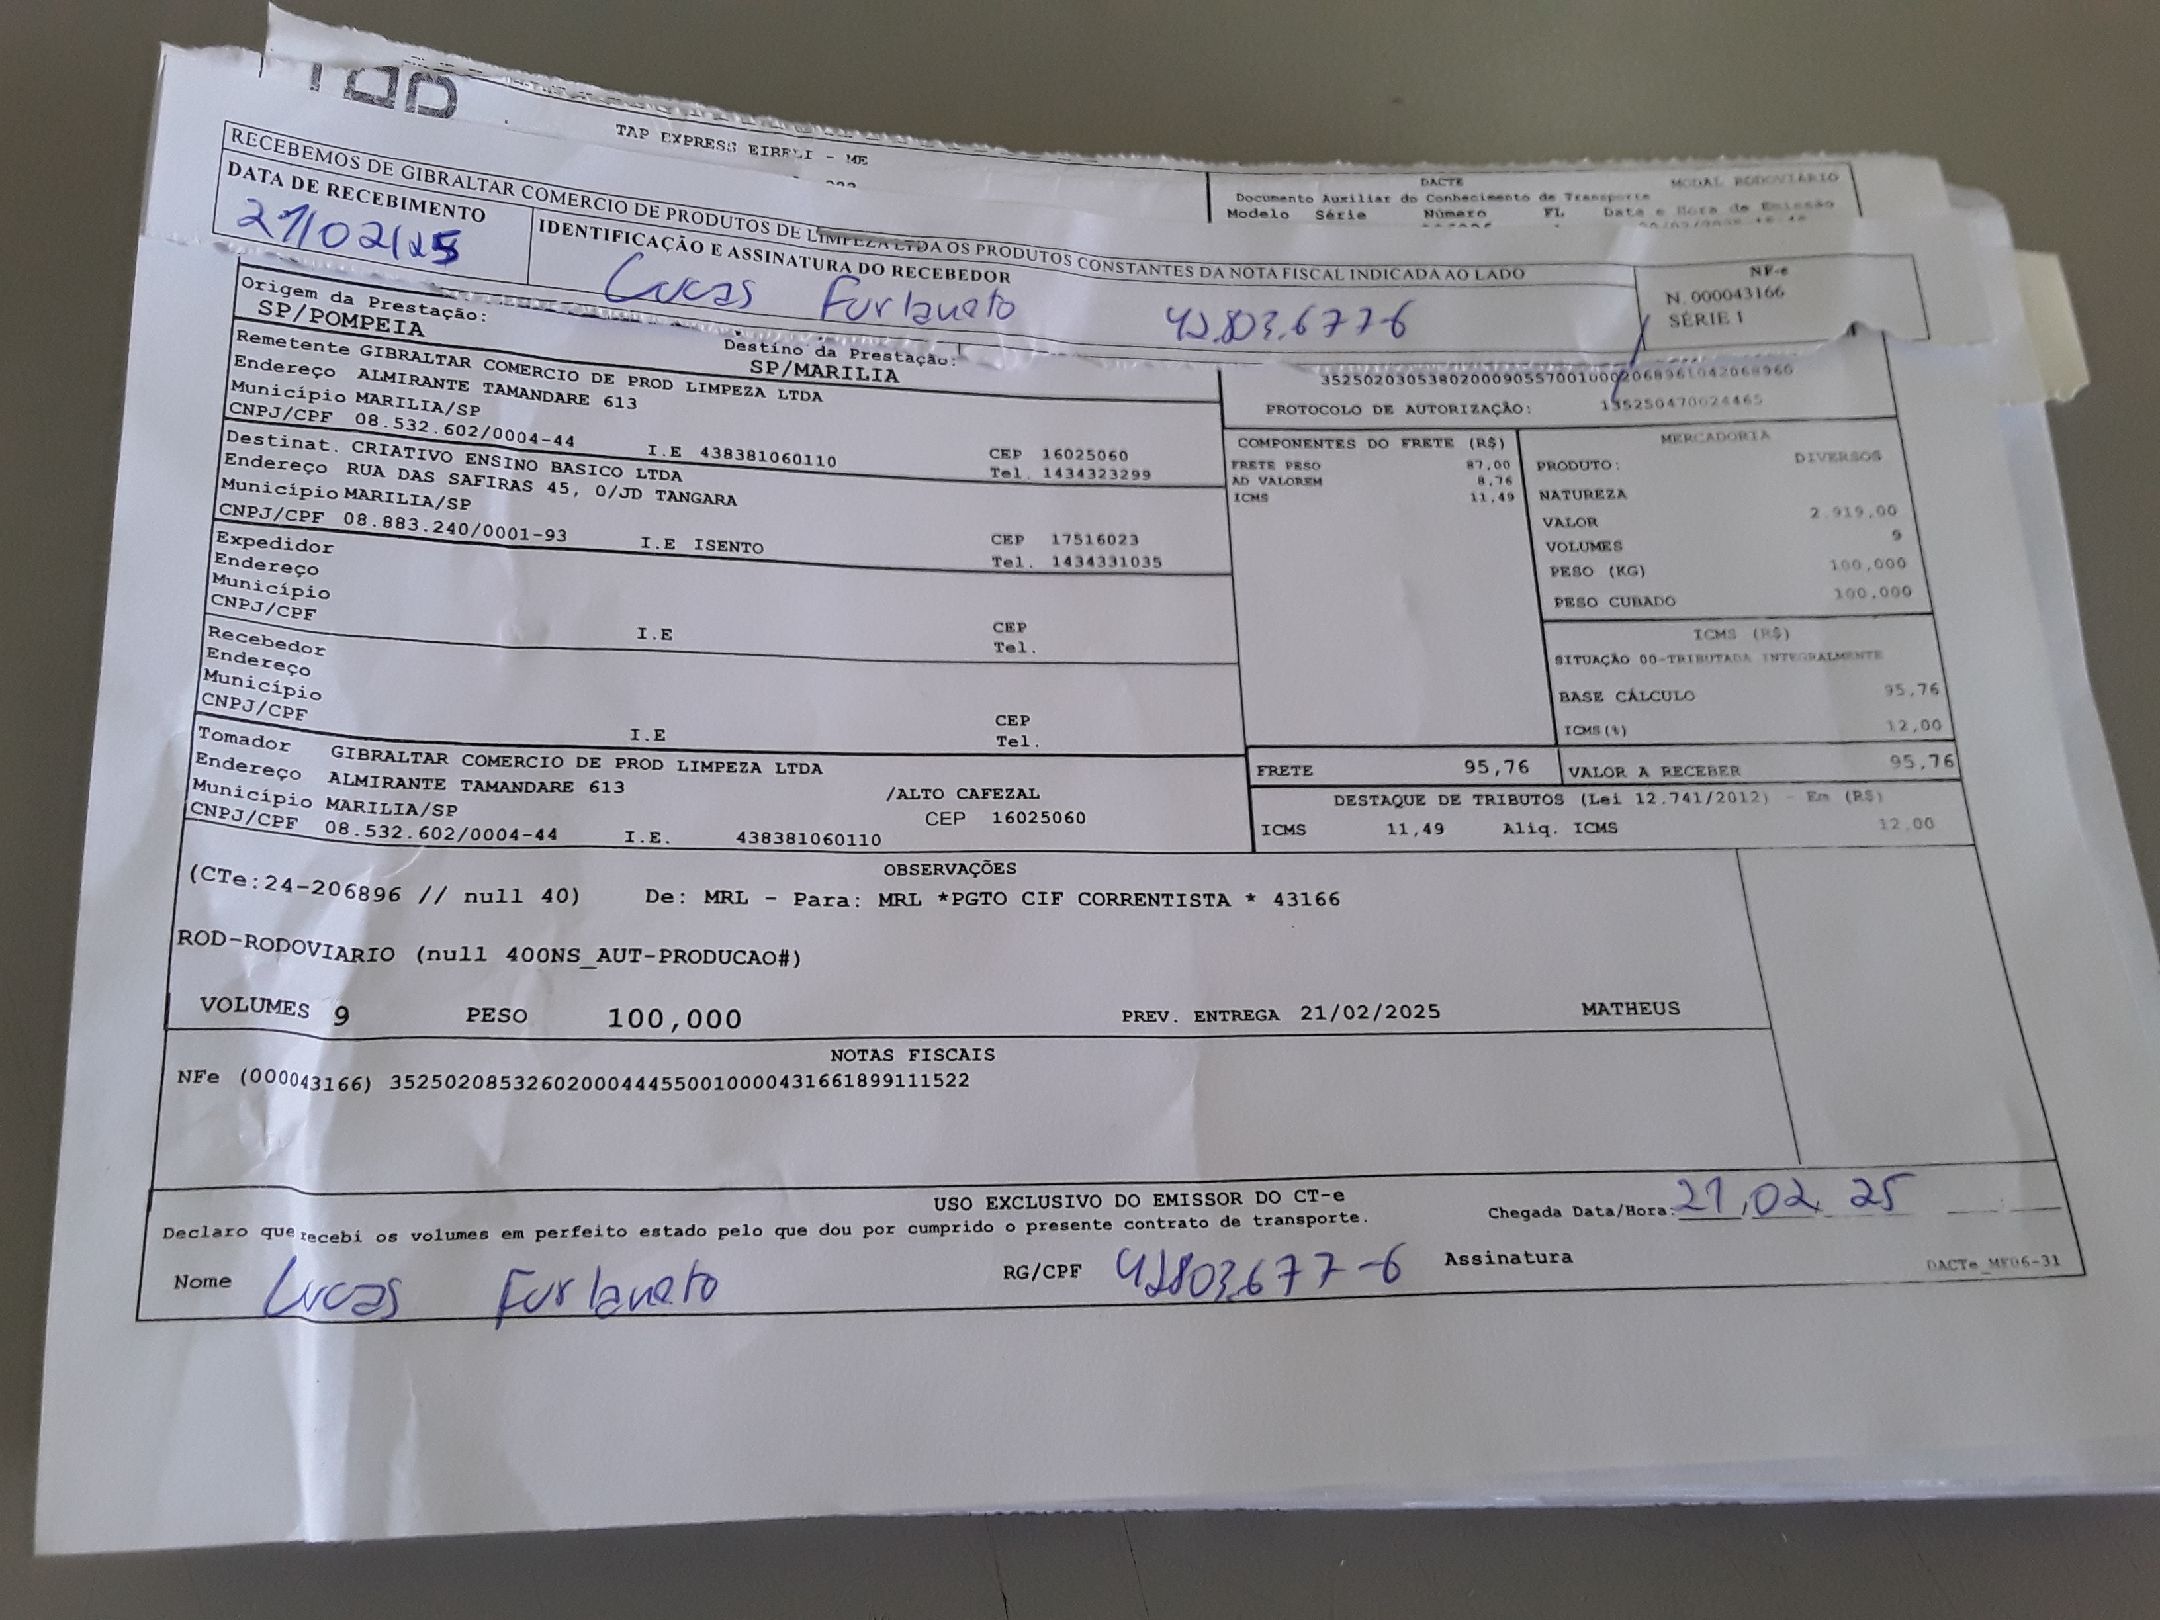 TAP EXPRESS EIRELI - ME
DACTE
MODAL RODOVIÁRIO
Documento Auxiliar do Conhecimento de Transporte
Modelo Série Número FL Data e Hora de Emissão
RECEBEMOS DE GIBRALTAR COMERCIO DE PRODUTOS DE LIMPEZA LTDA OS PRODUTOS CONSTANTES DA NOTA FISCAL INDICADA AO LADO
DATA DE RECEBIMENTO
21/02/25
IDENTIFICAÇÃO E ASSINATURA DO RECEBEDOR
Lucas Furlaneto 42.803.677-6
NF-e
N. 000043166
SÉRIE 1
Origem da Prestação:
SP/POMPEIA
Destino da Prestação:
SP/MARILIA
Remetente GIBRALTAR COMERCIO DE PROD LIMPEZA LTDA
Endereço ALMIRANTE TAMANDARE 613
Município MARILIA/SP CEP 16025060
CNPJ/CPF 08.532.602/0004-44 I.E 438381060110 Tel. 1434323299
Destinat. CRIATIVO ENSINO BASICO LTDA
Endereço RUA DAS SAFIRAS 45, 0/JD TANGARA
Município MARILIA/SP CEP 17516023
CNPJ/CPF 08.883.240/0001-93 I.E ISENTO Tel. 1434331035
Expedidor
Endereço
Município CEP
CNPJ/CPF I.E Tel.
Recebedor
Endereço
Município CEP
CNPJ/CPF I.E Tel.
Tomador GIBRALTAR COMERCIO DE PROD LIMPEZA LTDA
Endereço ALMIRANTE TAMANDARE 613 /ALTO CAFEZAL
Município MARILIA/SP CEP 16025060
CNPJ/CPF 08.532.602/0004-44 I.E. 438381060110
35250203053802000905570010002068961042068960
PROTOCOLO DE AUTORIZAÇÃO: 135250470024465
COMPONENTES DO FRETE (R$)
FRETE PESO 87,00
AD VALOREM 8,76
ICMS 11,49
MERCADORIA
PRODUTO: DIVERSOS
NATUREZA
VALOR 2.919,00
VOLUMES 9
PESO (KG) 100,000
PESO CUBADO 100,000
ICMS (R$)
SITUAÇÃO 00-TRIBUTADA INTEGRALMENTE
BASE CÁLCULO 95,76
ICMS(%) 12,00
FRETE 95,76 VALOR A RECEBER 95,76
DESTAQUE DE TRIBUTOS (Lei 12.741/2012) - Em (R$)
ICMS 11,49 Aliq. ICMS 12,00
OBSERVAÇÕES
(CTe:24-206896 // null 40) De: MRL - Para: MRL *PGTO CIF CORRENTISTA * 43166
ROD-RODOVIARIO (null 400NS_AUT-PRODUCAO#)
VOLUMES 9 PESO 100,000 PREV. ENTREGA 21/02/2025 MATHEUS
NOTAS FISCAIS
NFe (000043166) 35250208532602000444550010000431661899111522
USO EXCLUSIVO DO EMISSOR DO CT-e
Declaro que recebi os volumes em perfeito estado pelo que dou por cumprido o presente contrato de transporte.
Chegada Data/Hora: 21,02 25
Nome Lucas Furlaneto RG/CPF 42803677-6 Assinatura
DACTe_MF06-31